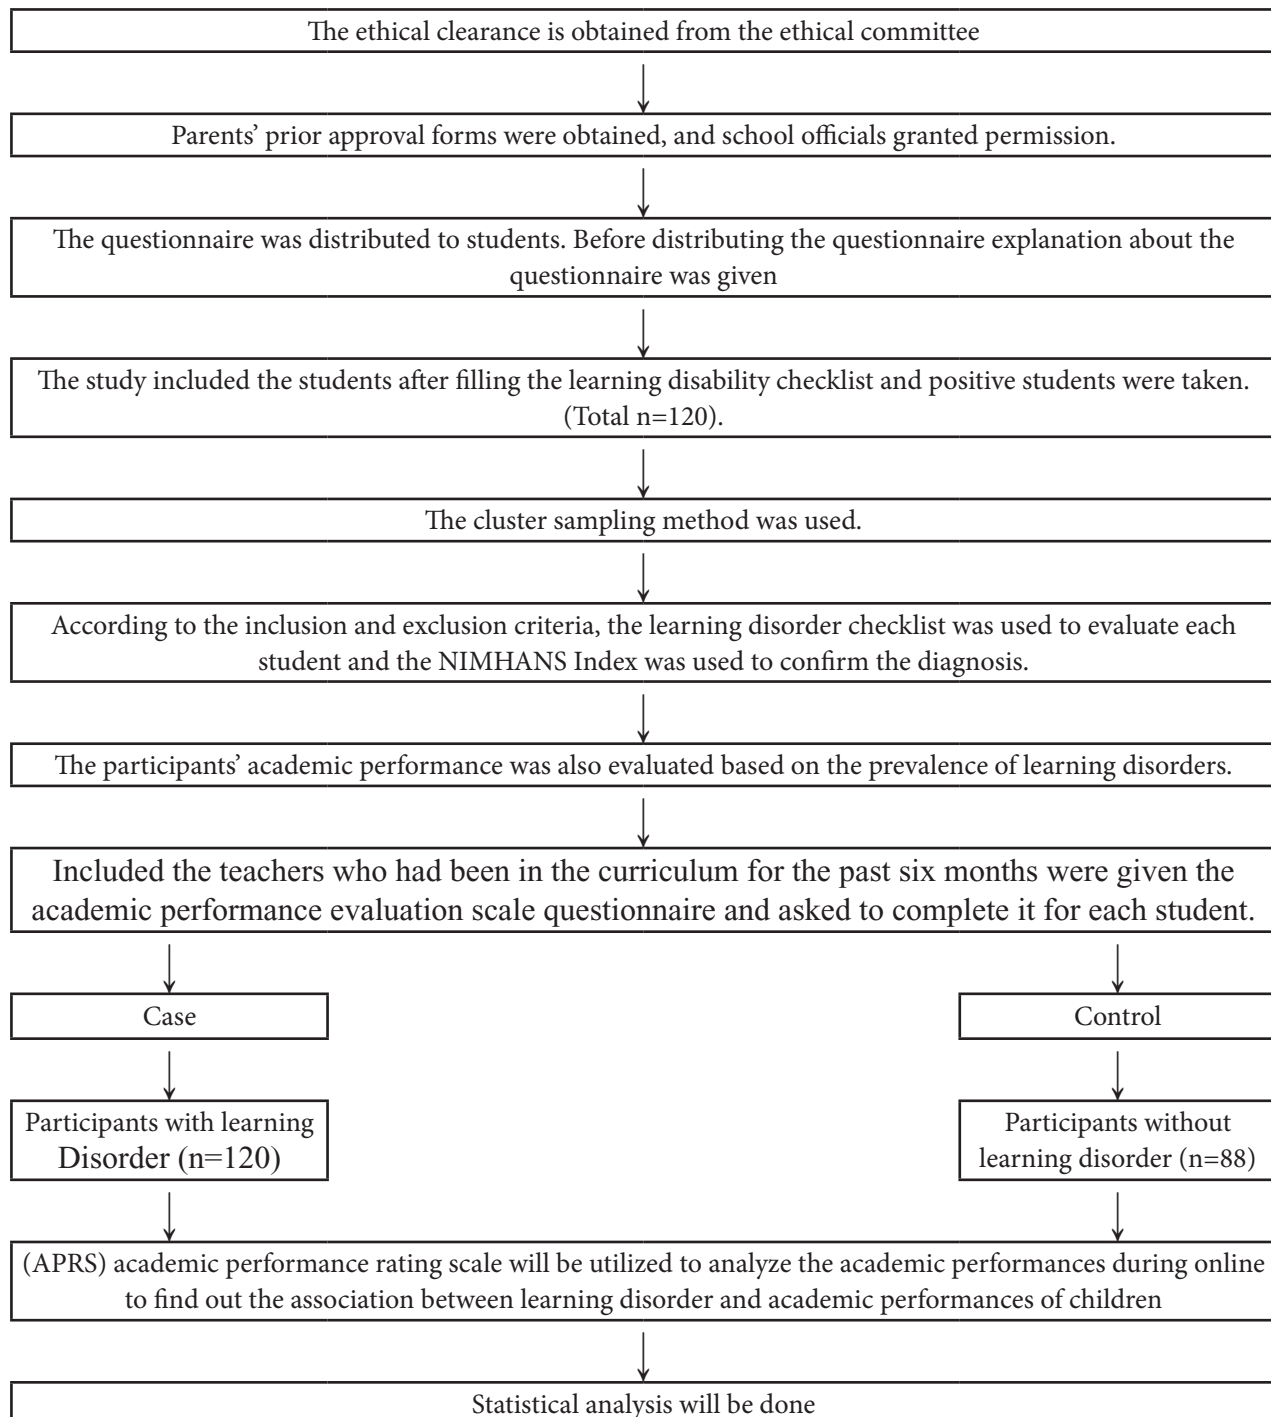 The ethical clearance is obtained from the ethical committee
Parents’ prior approval forms were obtained, and school officials granted permission.
The questionnaire was distributed to students. Before distributing the questionnaire explanation about the
questionnaire was given
The study included the students after filling the learning disability checklist and positive students were taken.
(Total n=120).
The cluster sampling method was used.
According to the inclusion and exclusion criteria, the learning disorder checklist was used to evaluate each
student and the NIMHANS Index was used to confirm the diagnosis.
The participants’ academic performance was also evaluated based on the prevalence of learning disorders.
Included the teachers who had been in the curriculum for the past six months were given the
academic performance evaluation scale questionnaire and asked to complete it for each student.
Case
Control
Participants with learning
Disorder (n=120)
Participants without
learning disorder (n=88)
(APRS) academic performance rating scale will be utilized to analyze the academic performances during online
to find out the association between learning disorder and academic performances of children
Statistical analysis will be done